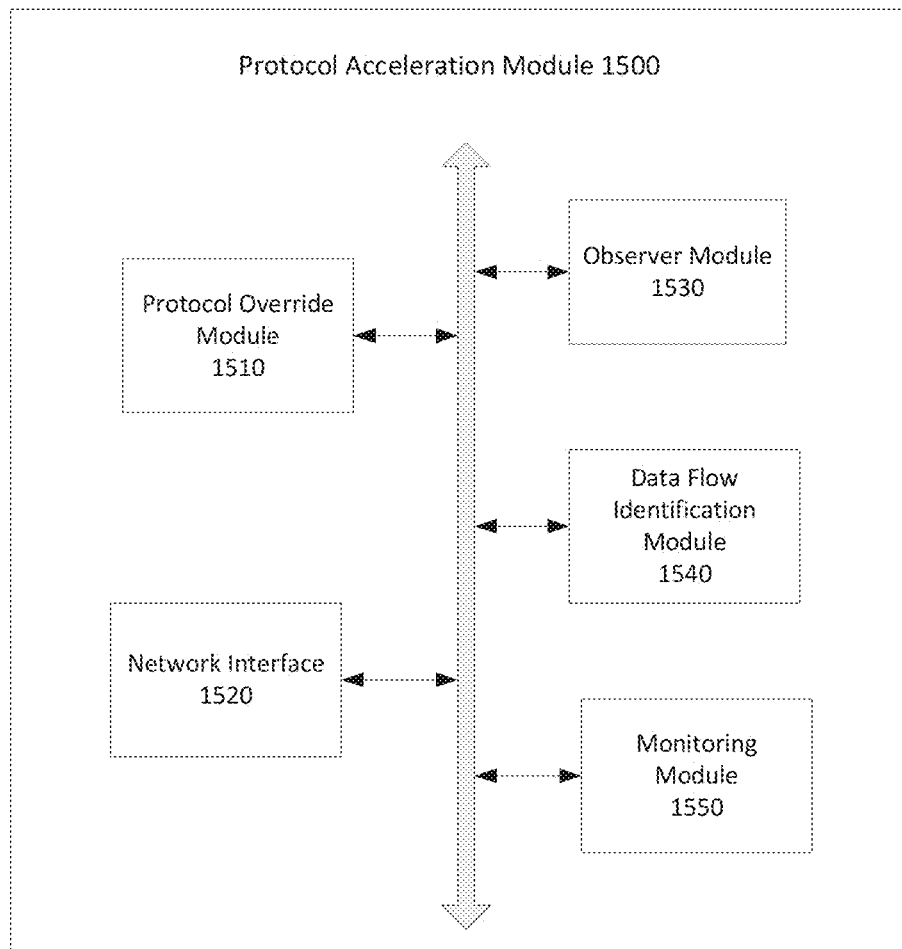 Protocol Acceleration Module 1500
Observer Module
1530
Protocol Override
Module
1510
Data Flow
Identification
Module
1540
Network Interface
1520
Monitoring
Module
1550